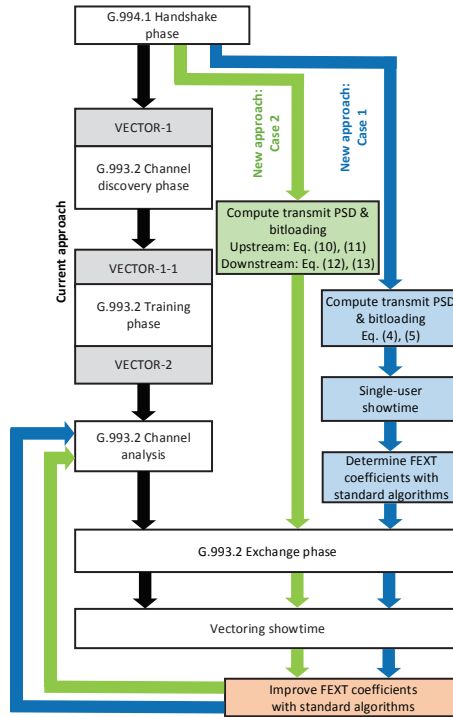 G.994.1 Handshake
phase
VECTOR-1
G.993.2 Channel
discovery phase
Current approach
VECTOR-1-1
G.993.2 Training
phase
VECTOR-2
G.993.2 Channel
analysis
New approach:
Case 2
New approach:
Case 1
Compute transmit PSD &
bitloading
Upstream: Eq. (10), (11)
Downstream: Eq. (12), (13)
Compute transmit PSD
& bitloading
Eq. (4), (5)
Single-user
showtime
Determine FEXT
coefficients with
standard algorithms
G.993.2 Exchange phase
Vectoring showtime
Improve FEXT coefficients
with standard algorithms